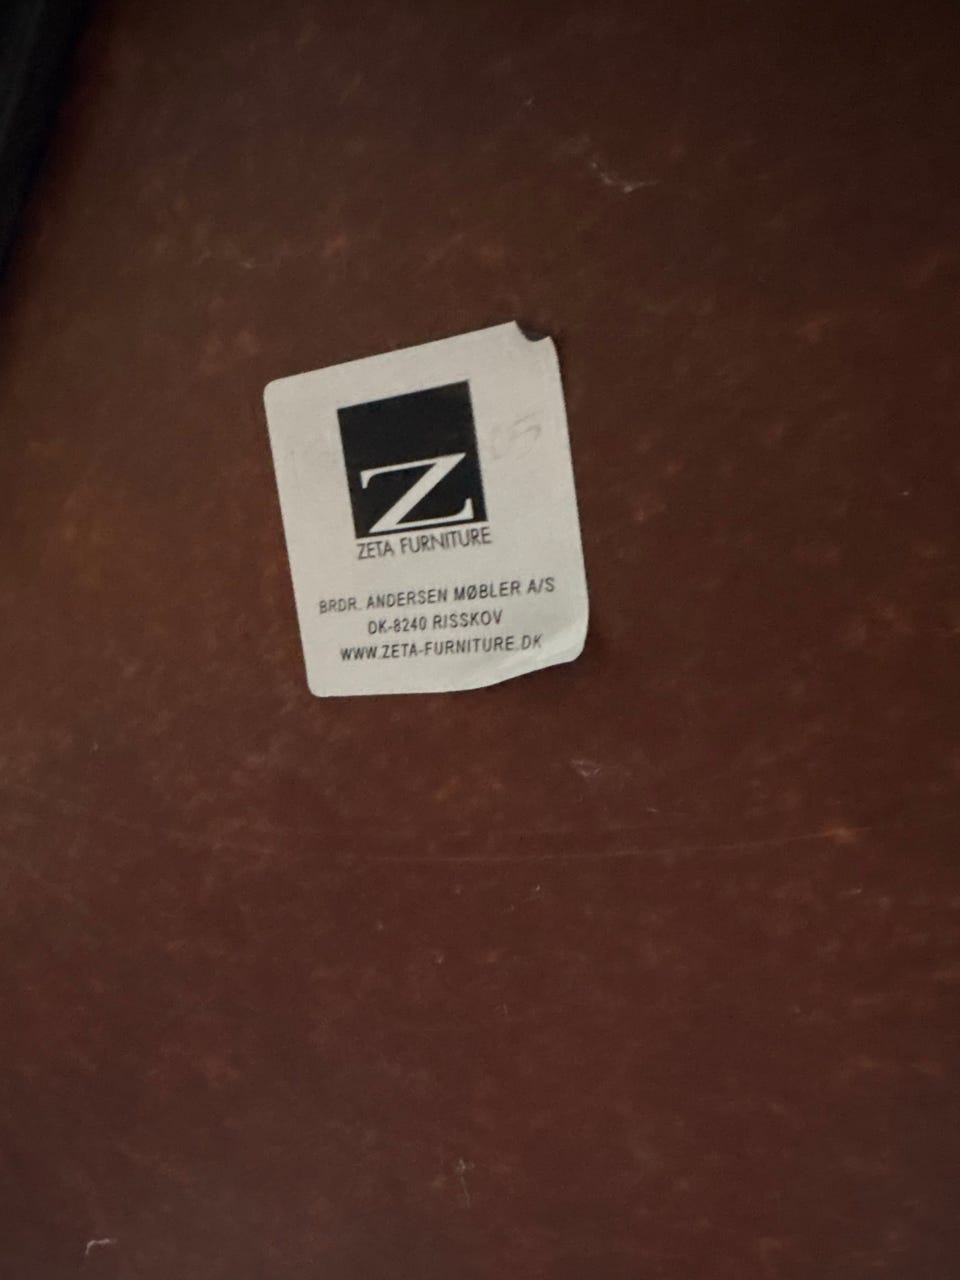 Z
ZETA FURNITURE
BRDR. ANDERSEN MØBLER A/S
DK-8240 RISSKOV
WWW.ZETA-FURNITURE.DK